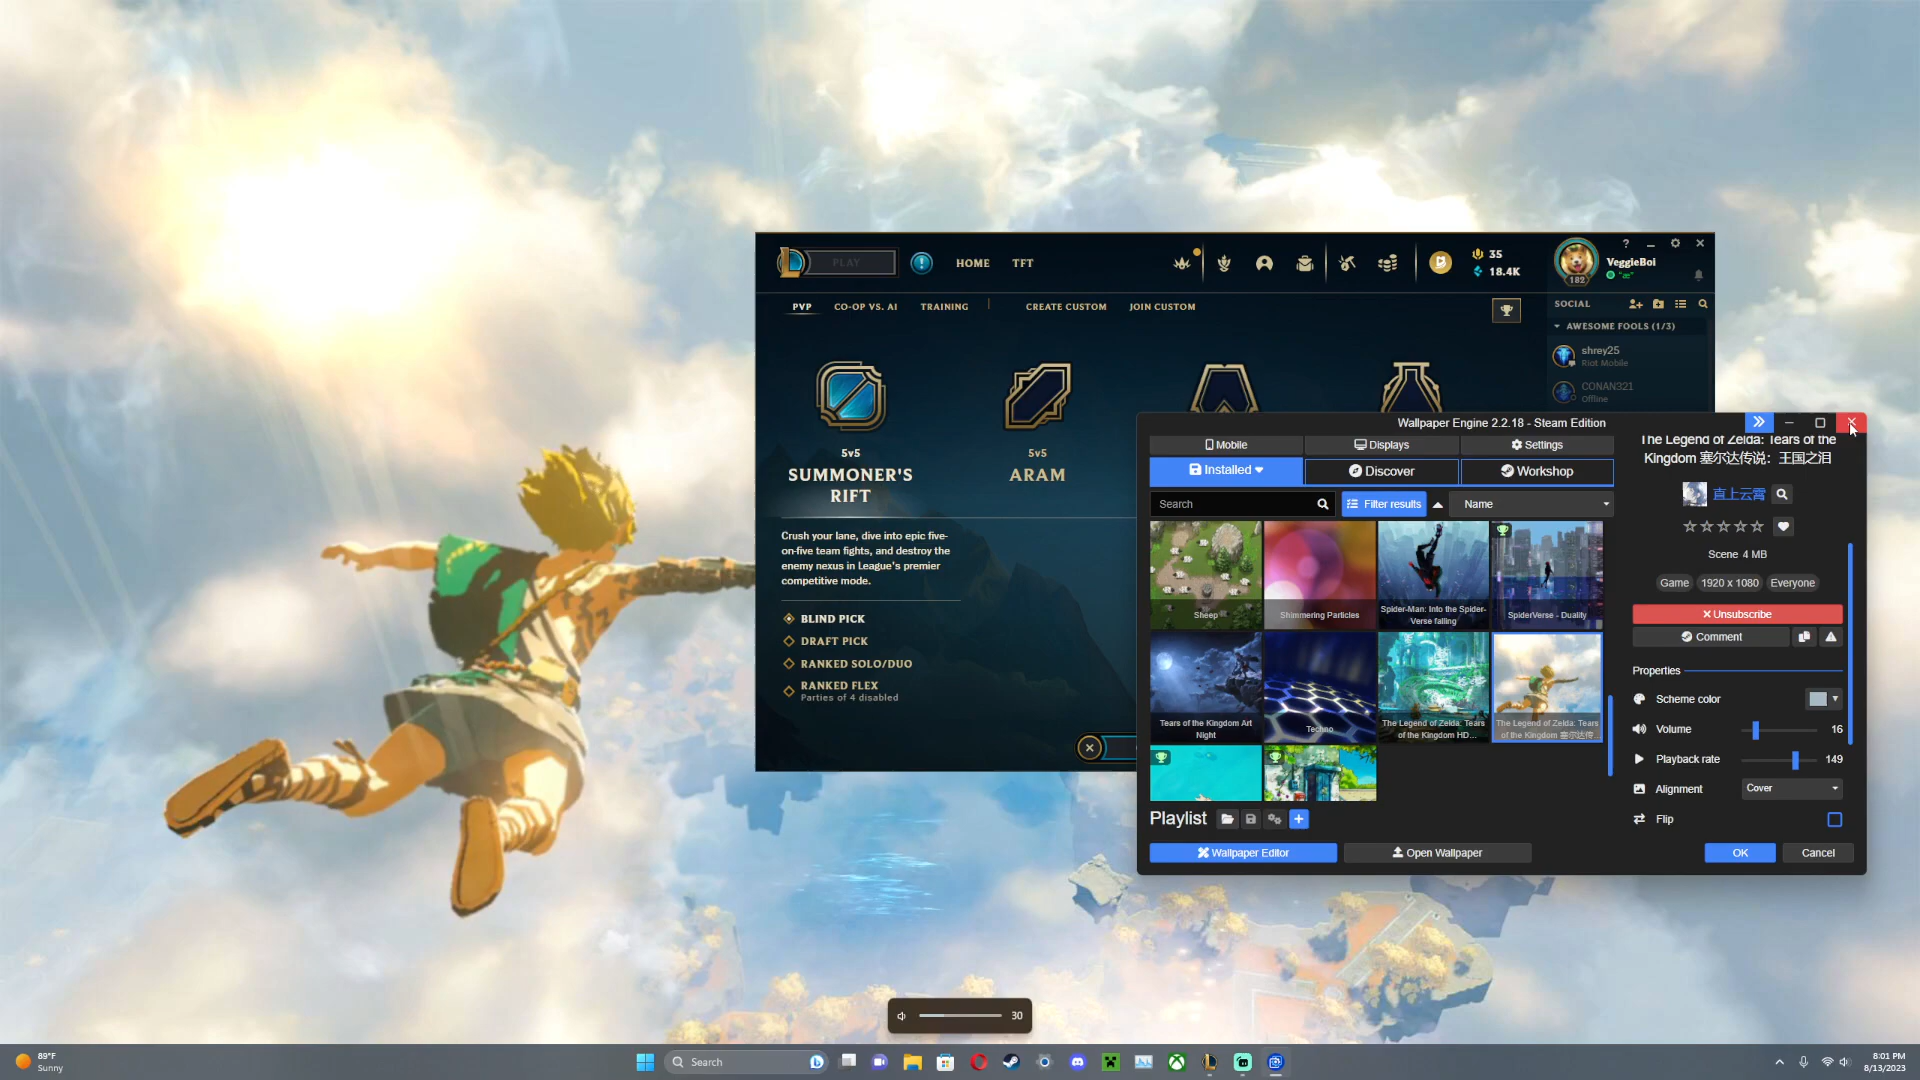 PLAY
HOME
TFT
35
18.4K
182
VeggieBoi
"æ"
PVP
CO-OP VS. AI
TRAINING
CREATE CUSTOM
JOIN CUSTOM
SOCIAL
AWESOME FOOLS (1/3)
shrey25
Riot Mobile
CONAN321
Offline
5v5
SUMMONER'S
RIFT
5v5
ARAM
Crush your lane, dive into epic five-
on-five team fights, and destroy the
enemy nexus in League's premier
competitive mode.
BLIND PICK
DRAFT PICK
RANKED SOLO/DUO
RANKED FLEX
Parties of 4 disabled
Wallpaper Engine 2.2.18 - Steam Edition
Mobile
Displays
Settings
Installed
Discover
Workshop
Search
Filter results
Name
Sheep
Shimmering Particles
Spider-Man: Into the Spider-
Verse falling
SpiderVerse - Duality
Tears of the Kingdom Art
Night
Techno
The Legend of Zelda: Tears
of the Kingdom HD...
The Legend of Zelda: Tears
of the Kingdom 塞尔达传...
Playlist
Wallpaper Editor
Open Wallpaper
The Legend of Zelda: Tears of the
Kingdom 塞尔达传说：王国之泪
直上云霄
Scene 4 MB
Game
1920 x 1080
Everyone
Unsubscribe
Comment
Properties
Scheme color
Volume
16
Playback rate
149
Alignment
Cover
Flip
OK
Cancel
30
89°F
Sunny
Search
8:01 PM
8/13/2023